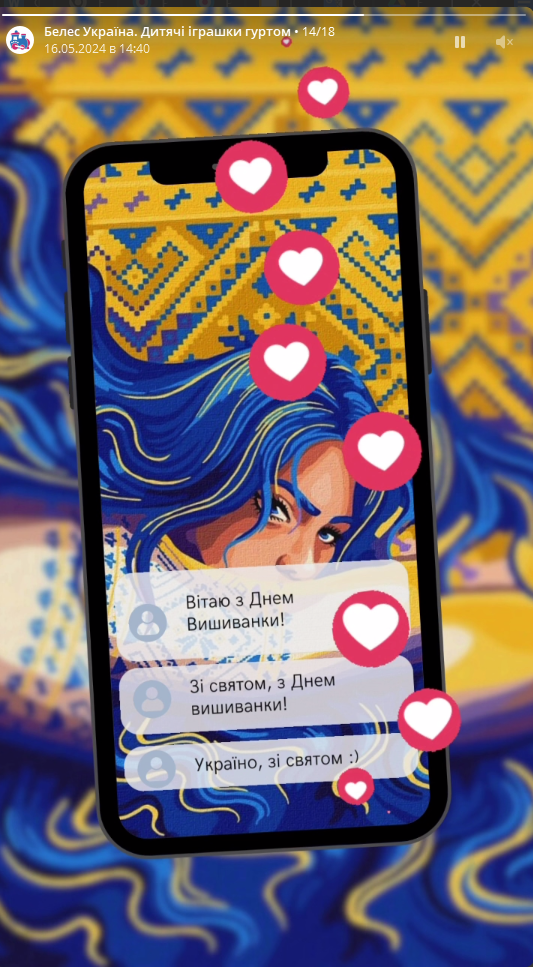 Белес Україна. Дитячі іграшки гуртом • 14/18
16.05.2024 в 14:40
Вітаю з Днем
Вишиванки!
Зі святом, з Днем
вишиванки!
Україно, зі святом :)